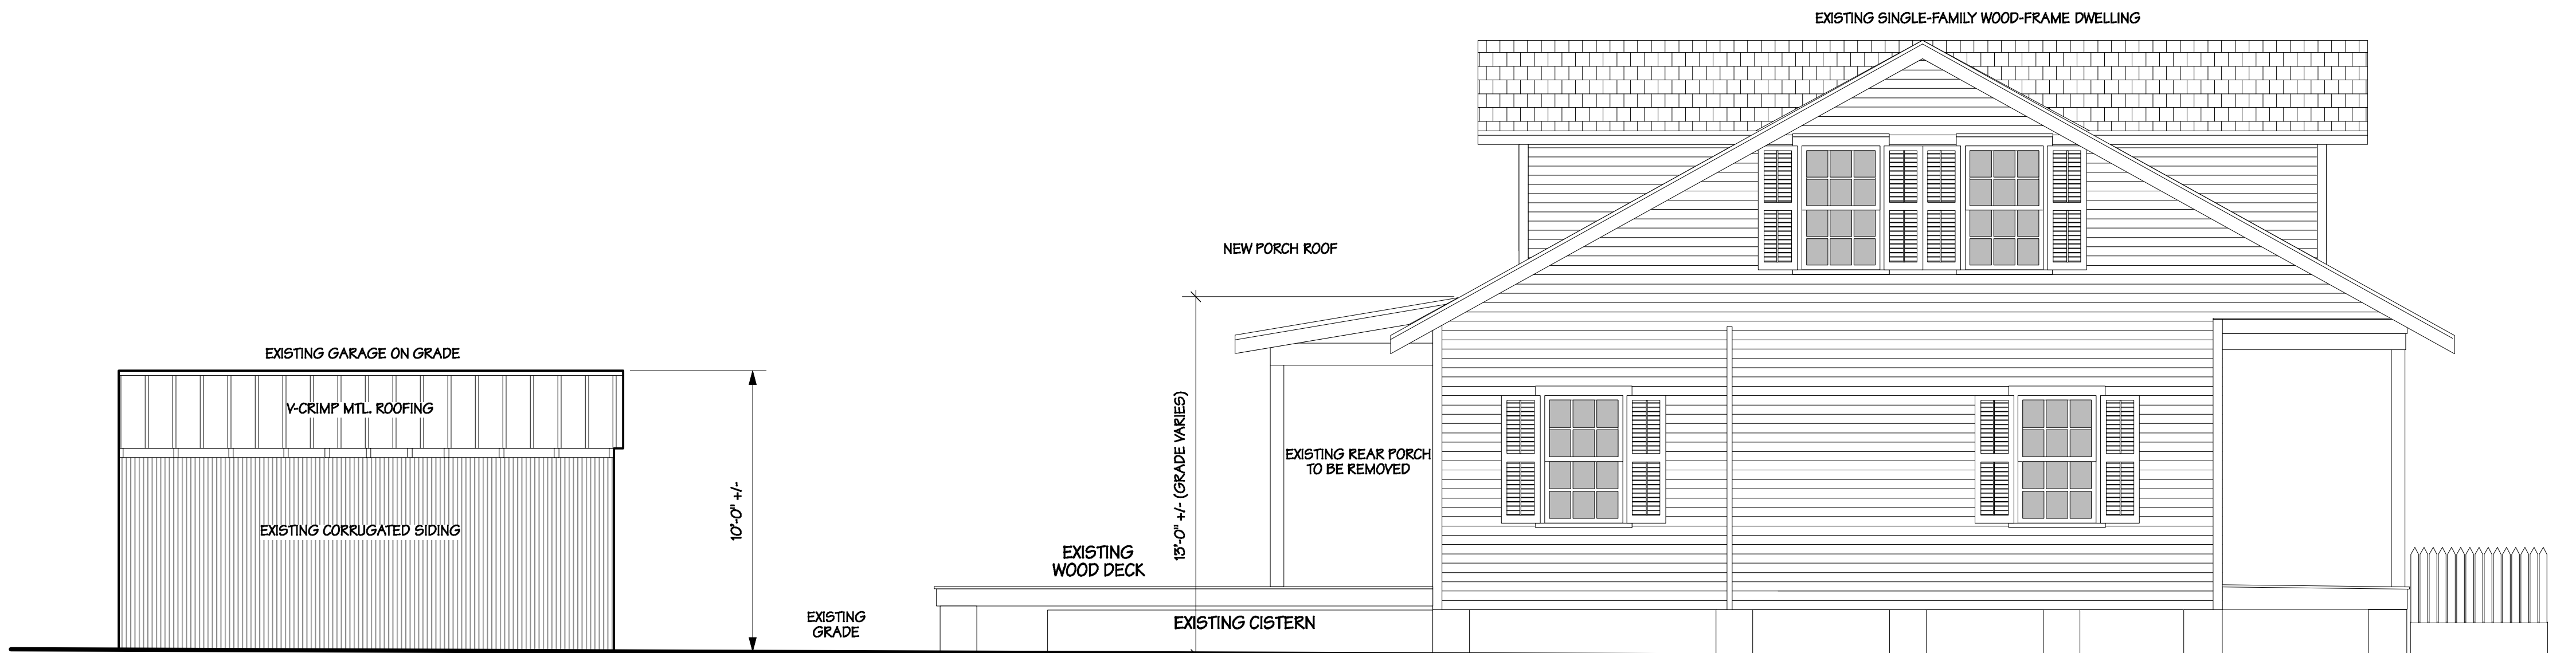 EXISTING SINGLE-FAMILY WOOD-FRAME DWELLING
NEW PORCH ROOF
EXISTING GARAGE ON GRADE
V-CRIMP MTL. ROOFING
EXISTING CORRUGATED SIDING
10'-0" +/-
EXISTING
GRADE
EXISTING
WOOD DECK
13'-0" +/- (GRADE VARIES)
EXISTING REAR PORCH
TO BE REMOVED
EXISTING CISTERN